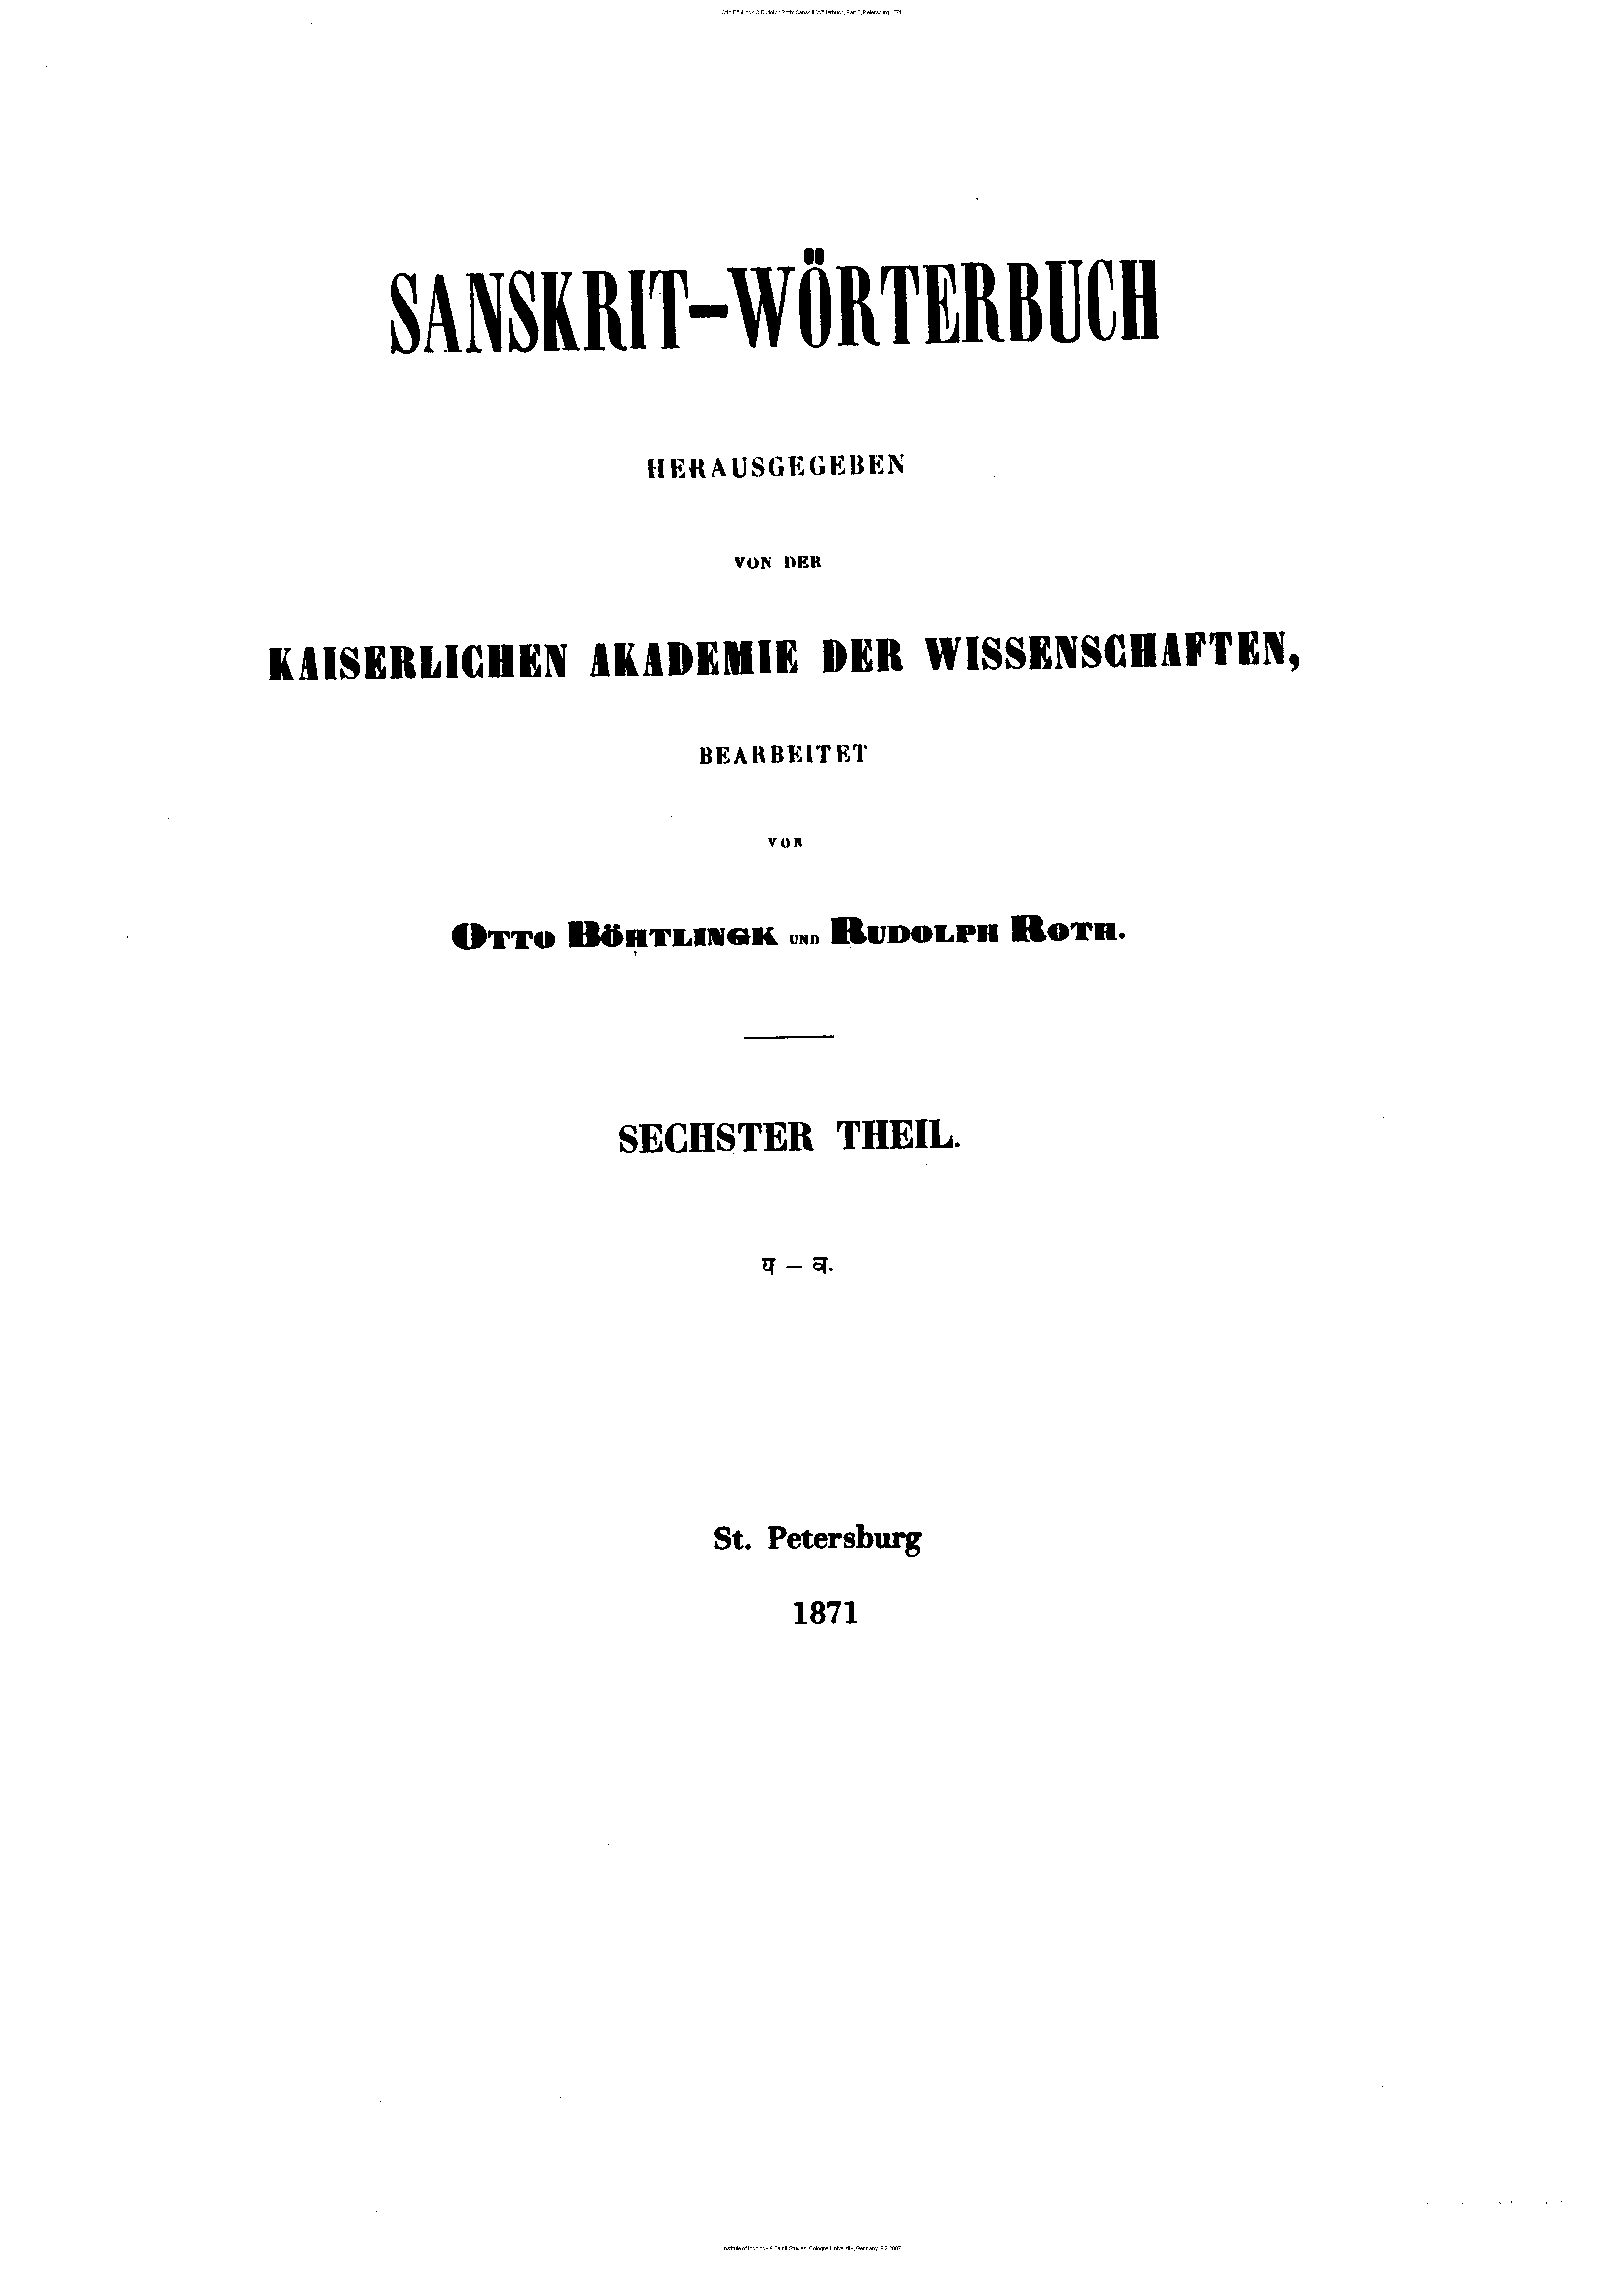 Otto Böhtlingk & Rudolph Roth: Sanskrit-Wörterbuch, Part 6, Petersburg 1871
SANSKRIT-WÖRTERBUCH
HERAUSGEGEBEN
VON DER
KAISERLICHEN AKADEMIE DER WISSENSCHAFTEN,
BEARBEITET
VON
OTTO BÖHTLINGK UND RUDOLPH ROTH.
SECHSTER THEIL.
य — व.
St. Petersburg
1871
Institute of Indology & Tamil Studies, Cologne University, Germany 9.2.2007